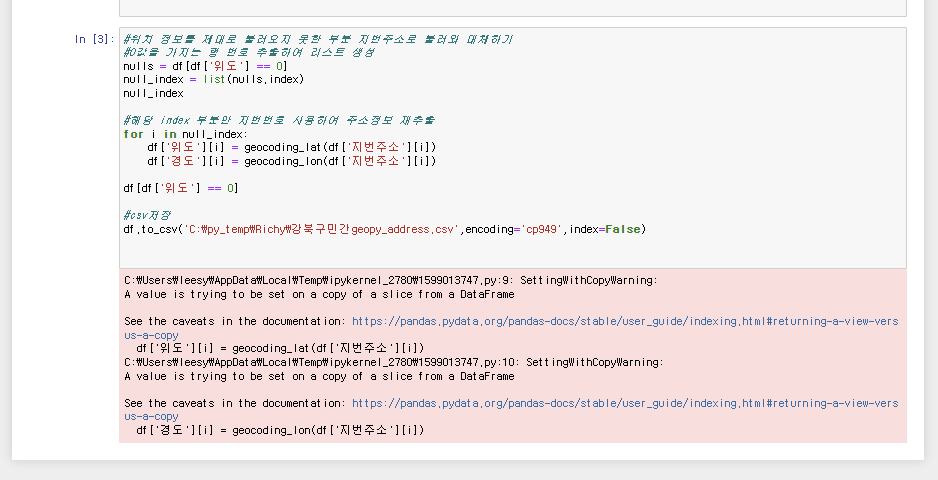 In [3]:
#위치 정보를 제대로 불러오지 못한 부분 지번주소로 불러와 대체하기
#0값을 가지는 행 번호 추출하여 리스트 생성
nulls = df[df['위도'] == 0]
null_index = list(nulls.index)
null_index
#해당 index 부분만 지번번호 사용하여 주소정보 재추출
for i in null_index:
    df['위도'][i] = geocoding_lat(df['지번주소'][i])
    df['경도'][i] = geocoding_lon(df['지번주소'][i])
df[df['위도'] == 0]
#csv저장
df.to_csv('C:₩py_temp₩Richy₩강북구민간geopy_address.csv',encoding='cp949',index=False)
C:₩Users₩leesy₩AppData₩Local₩Temp₩ipykernel_2780₩1599013747.py:9: SettingWithCopyWarning:
A value is trying to be set on a copy of a slice from a DataFrame
See the caveats in the documentation: https://pandas.pydata.org/pandas-docs/stable/user_guide/indexing.html#returning-a-view-vers
us-a-copy
  df['위도'][i] = geocoding_lat(df['지번주소'][i])
C:₩Users₩leesy₩AppData₩Local₩Temp₩ipykernel_2780₩1599013747.py:10: SettingWithCopyWarning:
A value is trying to be set on a copy of a slice from a DataFrame
See the caveats in the documentation: https://pandas.pydata.org/pandas-docs/stable/user_guide/indexing.html#returning-a-view-vers
us-a-copy
  df['경도'][i] = geocoding_lon(df['지번주소'][i])